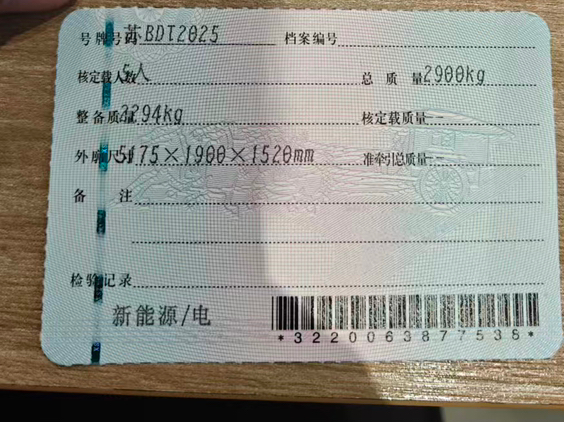 号牌号码 苏BDT2025 档案编号
核定载人数 5人 总质量 2900kg
整备质量 2294kg 核定载质量 --
外廓尺寸 5175×1900×1520mm 准牵引总质量 --
备注
检验记录
新能源/电
*3220063877538*